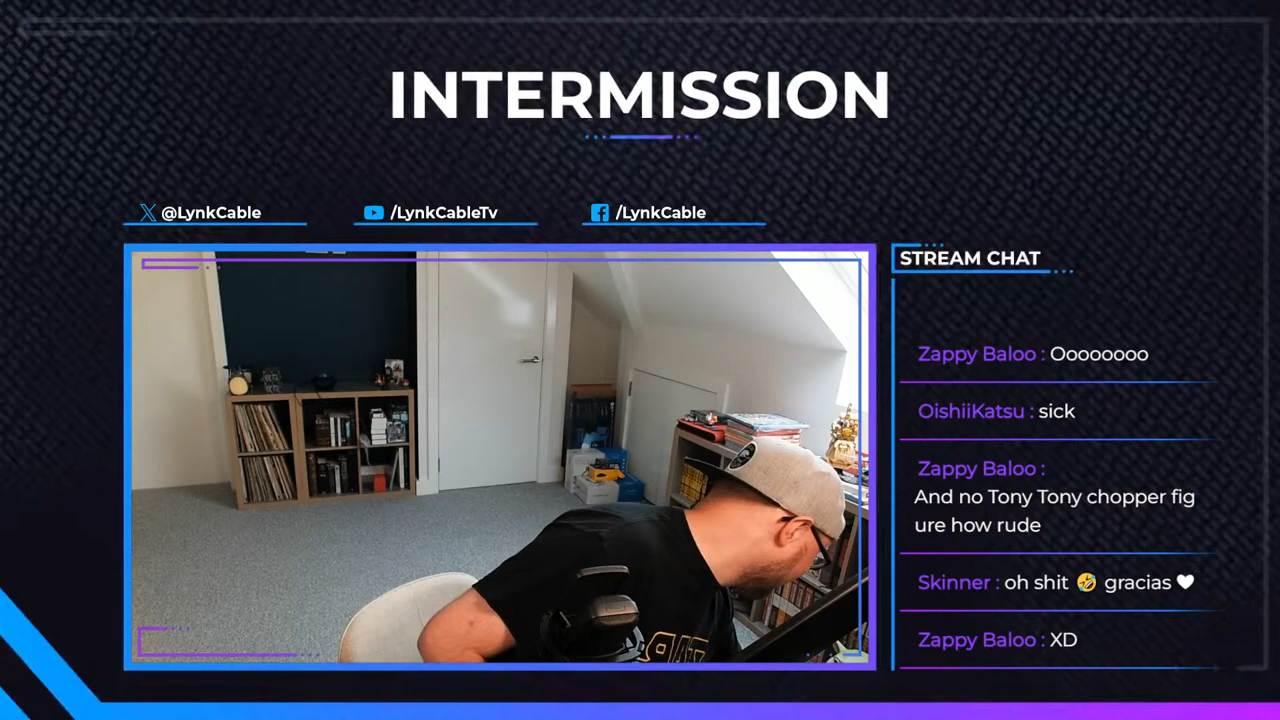 INTERMISSION
@LynkCable
/LynkCableTv
/LynkCable
STREAM CHAT
Zappy Baloo : Oooooooo
OishiiKatsu : sick
Zappy Baloo :
And no Tony Tony chopper fig
ure how rude
Skinner : oh shit 🤣 gracias 🤍
Zappy Baloo : XD